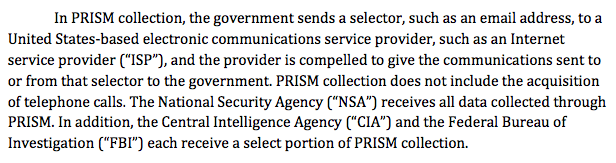 In PRISM collection, the government sends a selector, such as an email address, to a
United States-based electronic communications service provider, such as an Internet
service provider (“ISP”), and the provider is compelled to give the communications sent to
or from that selector to the government. PRISM collection does not include the acquisition
of telephone calls. The National Security Agency (“NSA”) receives all data collected through
PRISM. In addition, the Central Intelligence Agency (“CIA”) and the Federal Bureau of
Investigation (“FBI”) each receive a select portion of PRISM collection.